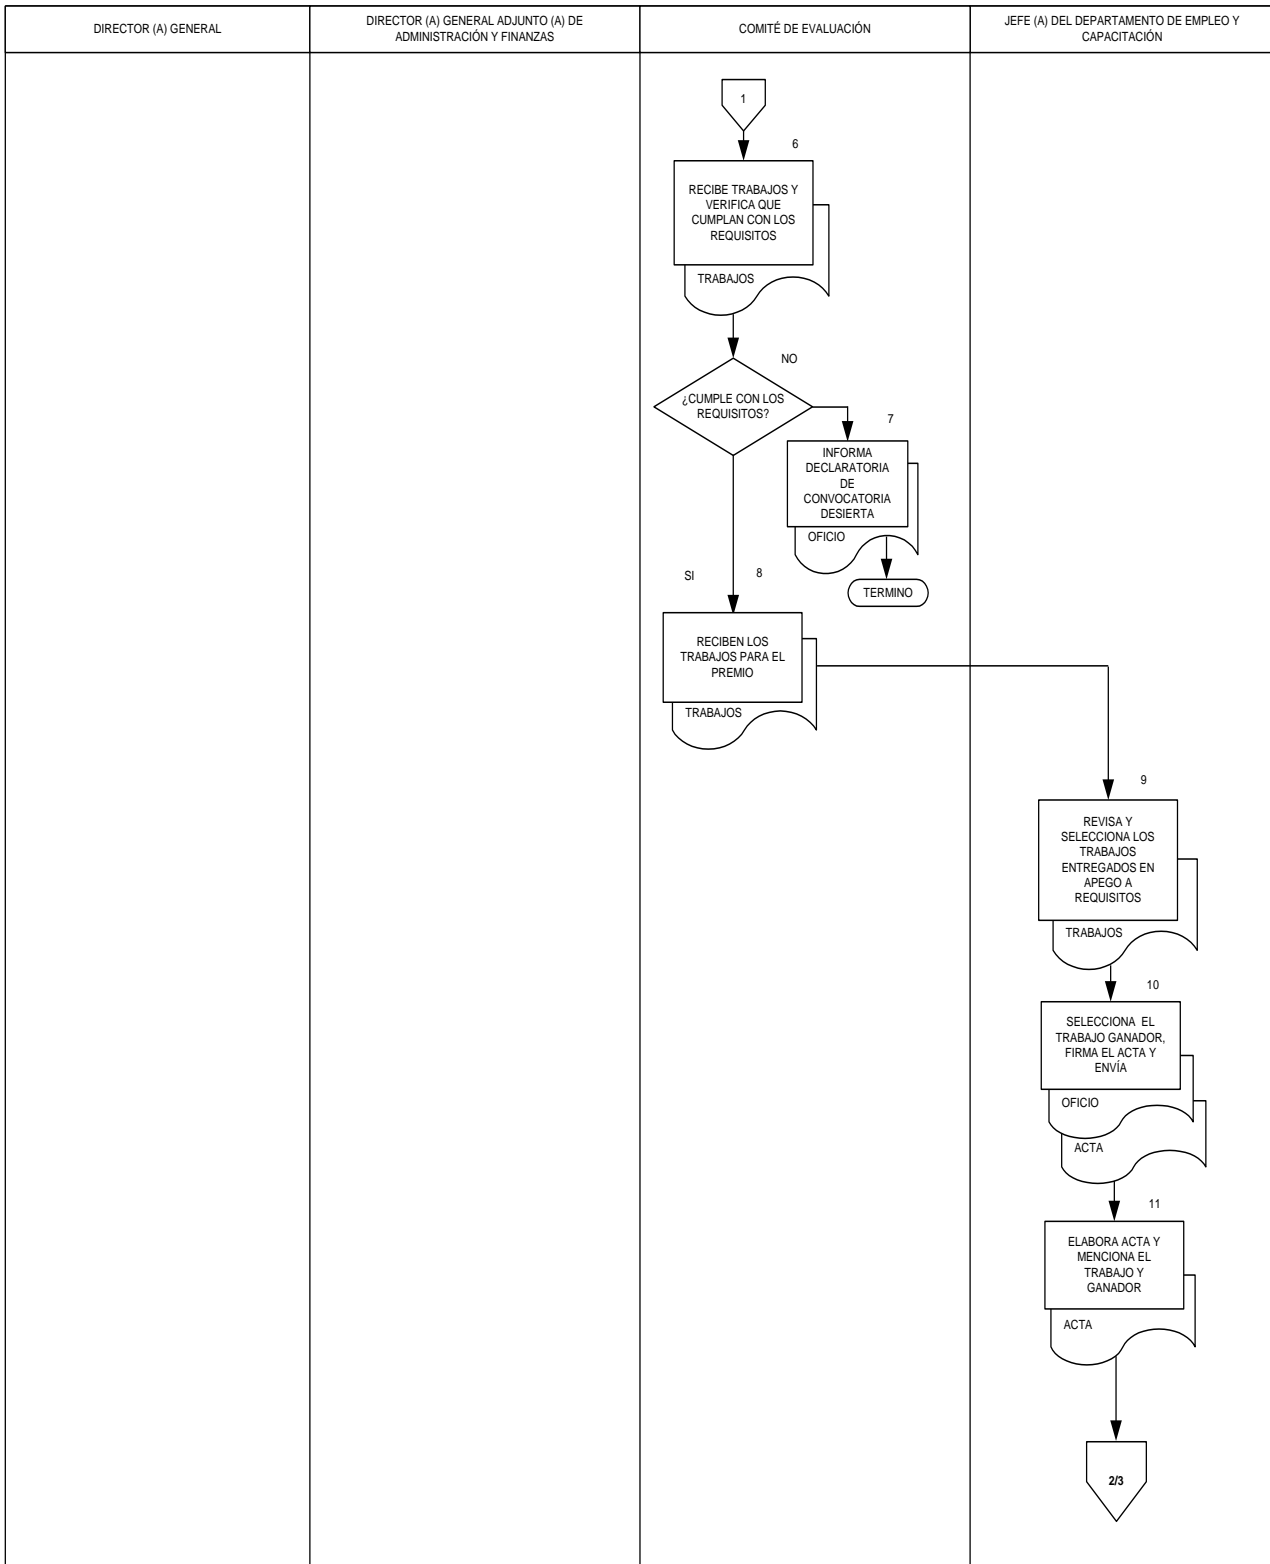 DIRECTOR (A) GENERAL
DIRECTOR (A) GENERAL ADJUNTO (A) DE
ADMINISTRACIÓN Y FINANZAS
COMITÉ DE EVALUACIÓN
JEFE (A) DEL DEPARTAMENTO DE EMPLEO Y
CAPACITACIÓN
1
6
RECIBE TRABAJOS Y
VERIFICA QUE
CUMPLAN CON LOS
REQUISITOS
TRABAJOS
NO
¿CUMPLE CON LOS
REQUISITOS?
7
INFORMA
DECLARATORIA
DE
CONVOCATORIA
DESIERTA
OFICIO
TERMINO
SI
8
RECIBEN LOS
TRABAJOS PARA EL
PREMIO
TRABAJOS
9
REVISA Y
SELECCIONA LOS
TRABAJOS
ENTREGADOS EN
APEGO A
REQUISITOS
TRABAJOS
10
SELECCIONA EL
TRABAJO GANADOR,
FIRMA EL ACTA Y
ENVÍA
OFICIO
ACTA
11
ELABORA ACTA Y
MENCIONA EL
TRABAJO Y
GANADOR
ACTA
2/3